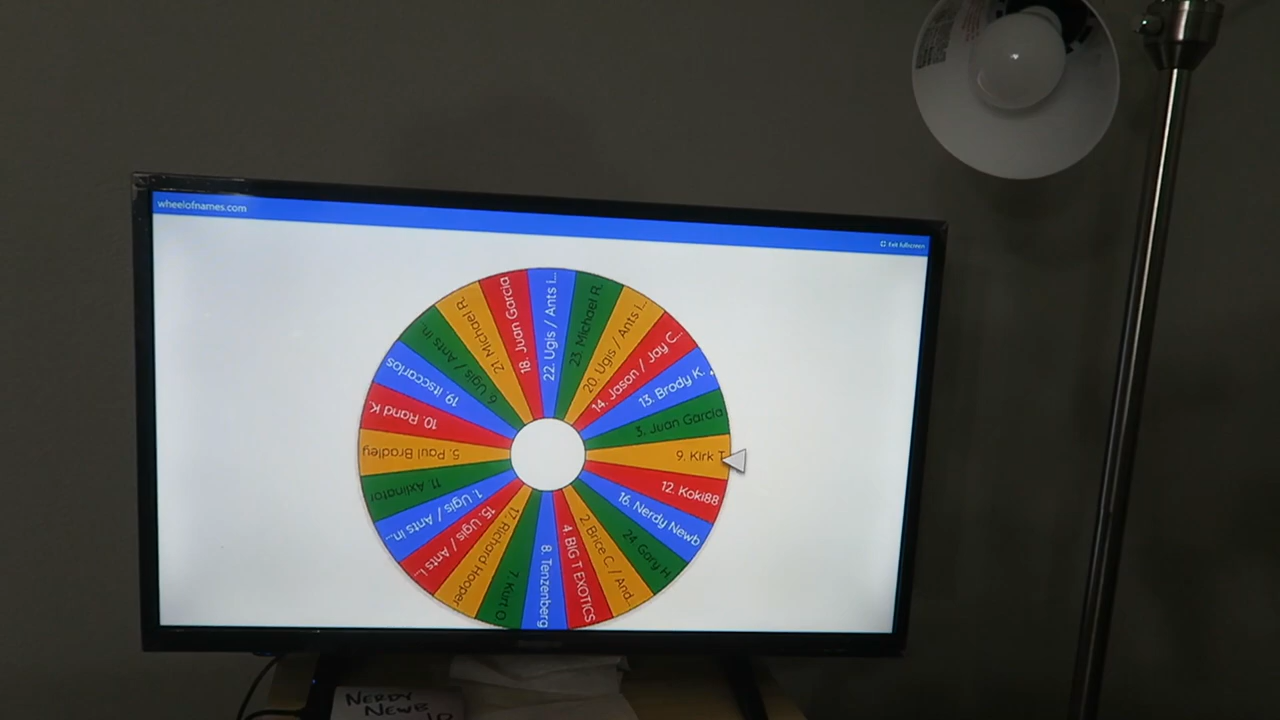 wheelofnames.com
Exit fullscreen
22. Ugis / Ants i...
23. Michael R.
20. Ugis / Ants i...
14. Jason / Jay C...
13. Brody K.
3. Juan Garcia
9. Kirk T
12. Koki88
16. Nerdy Newb
24. Gary H
2. Brice C. / And...
4. BIG T EXOTICS
8. Tenzenberg
7. Kurt O
17. Richard Hooper
15. Ugis / Ants i...
1. Ugis / Ants in...
11. Axinator
5. Paul Bradley
10. Rand K.
19. itsccarlos
6. Ugis / Ants in...
21. Michael R.
18. Juan Garcia
NERDY
NEWB